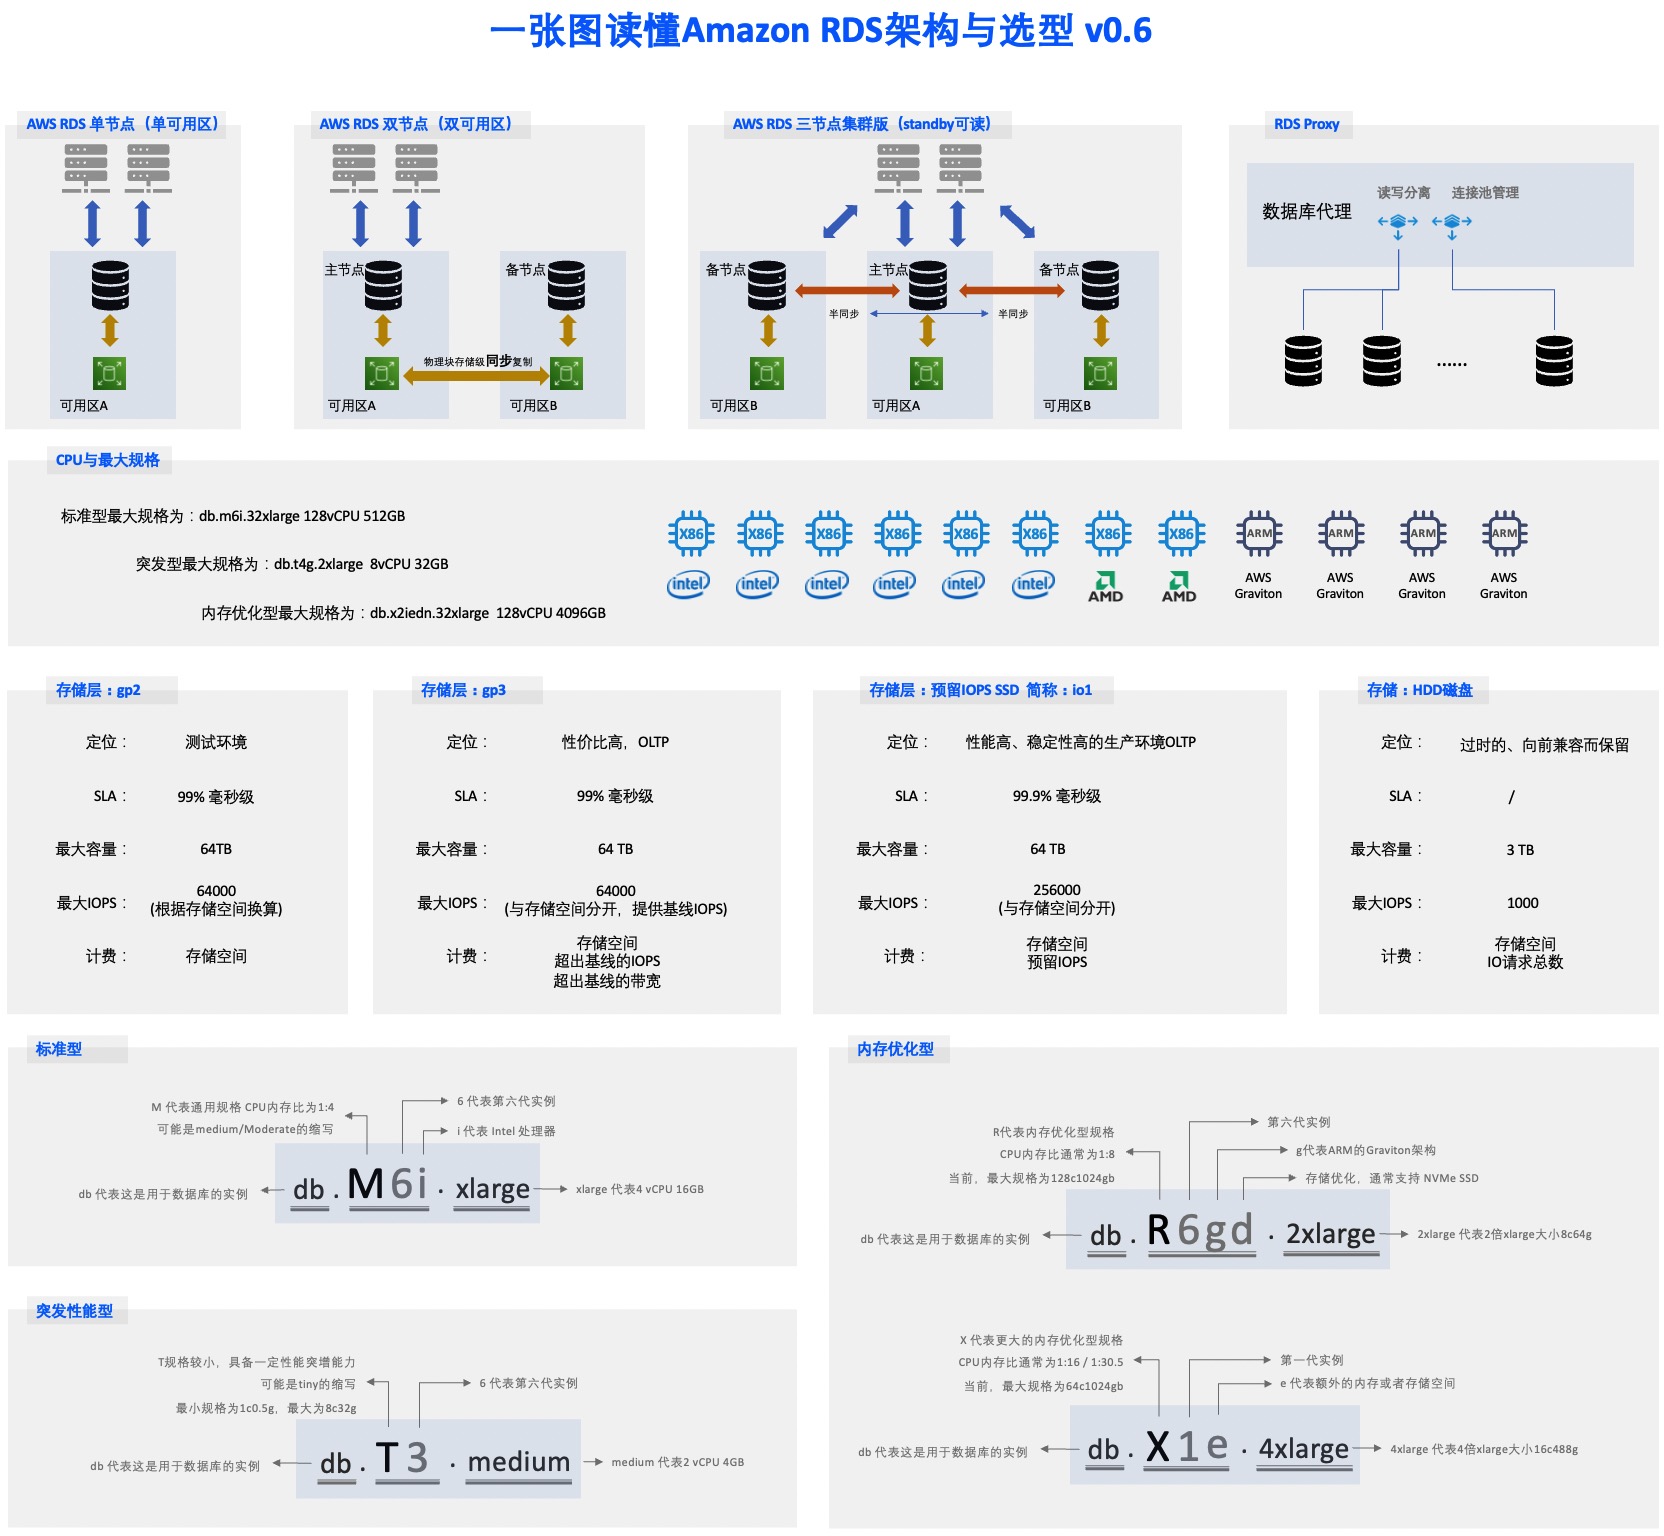 一张图读懂Amazon RDS架构与选型 v0.6
AWS RDS 单节点（单可用区）
可用区A
AWS RDS 双节点（双可用区）
主节点
备节点
物理块存储级同步复制
可用区A
可用区B
AWS RDS 三节点集群版（standby可读）
备节点
主节点
备节点
半同步
半同步
可用区B
可用区A
可用区B
RDS Proxy
数据库代理
读写分离
连接池管理
······
CPU与最大规格
标准型最大规格为：db.m6i.32xlarge 128vCPU 512GB
突发型最大规格为：db.t4g.2xlarge 8vCPU 32GB
内存优化型最大规格为：db.x2iedn.32xlarge 128vCPU 4096GB
X86 X86 X86 X86 X86 X86 X86 X86 ARM ARM ARM ARM
intel intel intel intel intel intel AMD AMD
AWS Graviton
AWS Graviton
AWS Graviton
AWS Graviton
存储层：gp2
定位： 测试环境
SLA： 99% 毫秒级
最大容量： 64TB
最大IOPS： 64000
(根据存储空间换算)
计费： 存储空间
存储层：gp3
定位： 性价比高，OLTP
SLA： 99% 毫秒级
最大容量： 64 TB
最大IOPS： 64000
(与存储空间分开，提供基线IOPS)
计费： 存储空间
超出基线的IOPS
超出基线的带宽
存储层：预留IOPS SSD 简称：io1
定位： 性能高、稳定性高的生产环境OLTP
SLA： 99.9% 毫秒级
最大容量： 64 TB
最大IOPS： 256000
(与存储空间分开)
计费： 存储空间
预留IOPS
存储：HDD磁盘
定位： 过时的、向前兼容而保留
SLA： /
最大容量： 3 TB
最大IOPS： 1000
计费： 存储空间
IO请求总数
标准型
M 代表通用规格 CPU内存比为1:4
可能是medium/Moderate的缩写
6 代表第六代实例
i 代表 Intel 处理器
db 代表这是用于数据库的实例
db . M6i . xlarge
xlarge 代表4 vCPU 16GB
突发性能型
T规格较小，具备一定性能突增能力
可能是tiny的缩写
最小规格为1c0.5g，最大为8c32g
6 代表第六代实例
db 代表这是用于数据库的实例
db . T3 . medium
medium 代表2 vCPU 4GB
内存优化型
R代表内存优化型规格
CPU内存比通常为1:8
当前，最大规格为128c1024gb
第六代实例
g代表ARM的Graviton架构
存储优化，通常支持 NVMe SSD
db 代表这是用于数据库的实例
db . R6gd . 2xlarge
2xlarge 代表2倍xlarge大小8c64g
X 代表更大的内存优化型规格
CPU内存比通常为1:16 / 1:30.5
当前，最大规格为64c1024gb
第一代实例
e 代表额外的内存或者存储空间
db 代表这是用于数据库的实例
db . X1e . 4xlarge
4xlarge 代表4倍xlarge大小16c488g